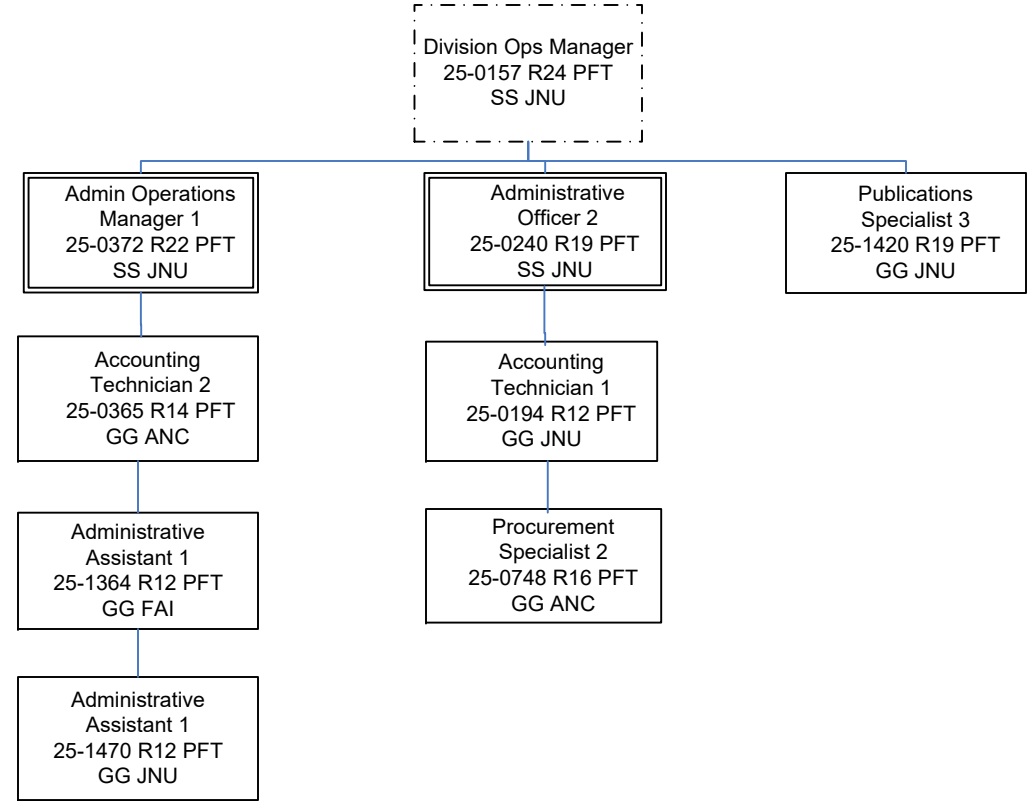 Division Ops Manager
25-0157 R24 PFT
SS JNU
Admin Operations
Manager 1
25-0372 R22 PFT
SS JNU
Administrative
Officer 2
25-0240 R19 PFT
SS JNU
Publications
Specialist 3
25-1420 R19 PFT
GG JNU
Accounting
Technician 2
25-0365 R14 PFT
GG ANC
Accounting
Technician 1
25-0194 R12 PFT
GG JNU
Administrative
Assistant 1
25-1364 R12 PFT
GG FAI
Procurement
Specialist 2
25-0748 R16 PFT
GG ANC
Administrative
Assistant 1
25-1470 R12 PFT
GG JNU